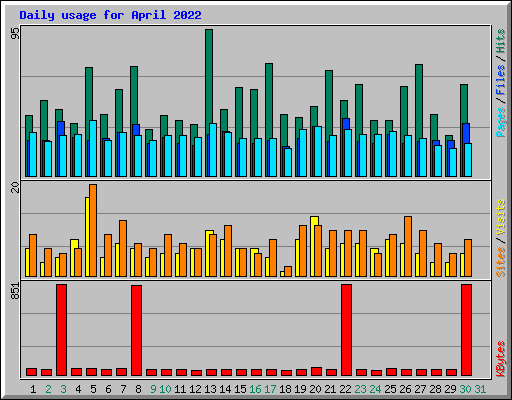 Daily usage for April 2022
95
Pages / Files / Hits
20
Sites / Visits
851
KBytes
1 2 3 4 5 6 7 8 9 10 11 12 13 14 15 16 17 18 19 20 21 22 23 24 25 26 27 28 29 30 31